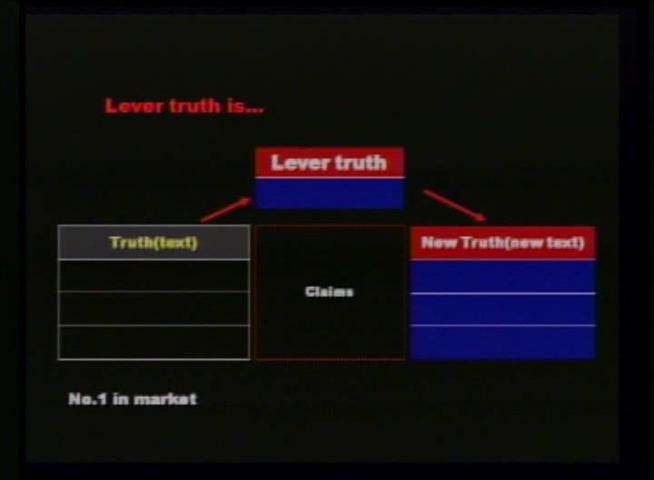 Lever truth is...
Lever truth
Truth(text)
New Truth(new text)
Claims
No.1 in market